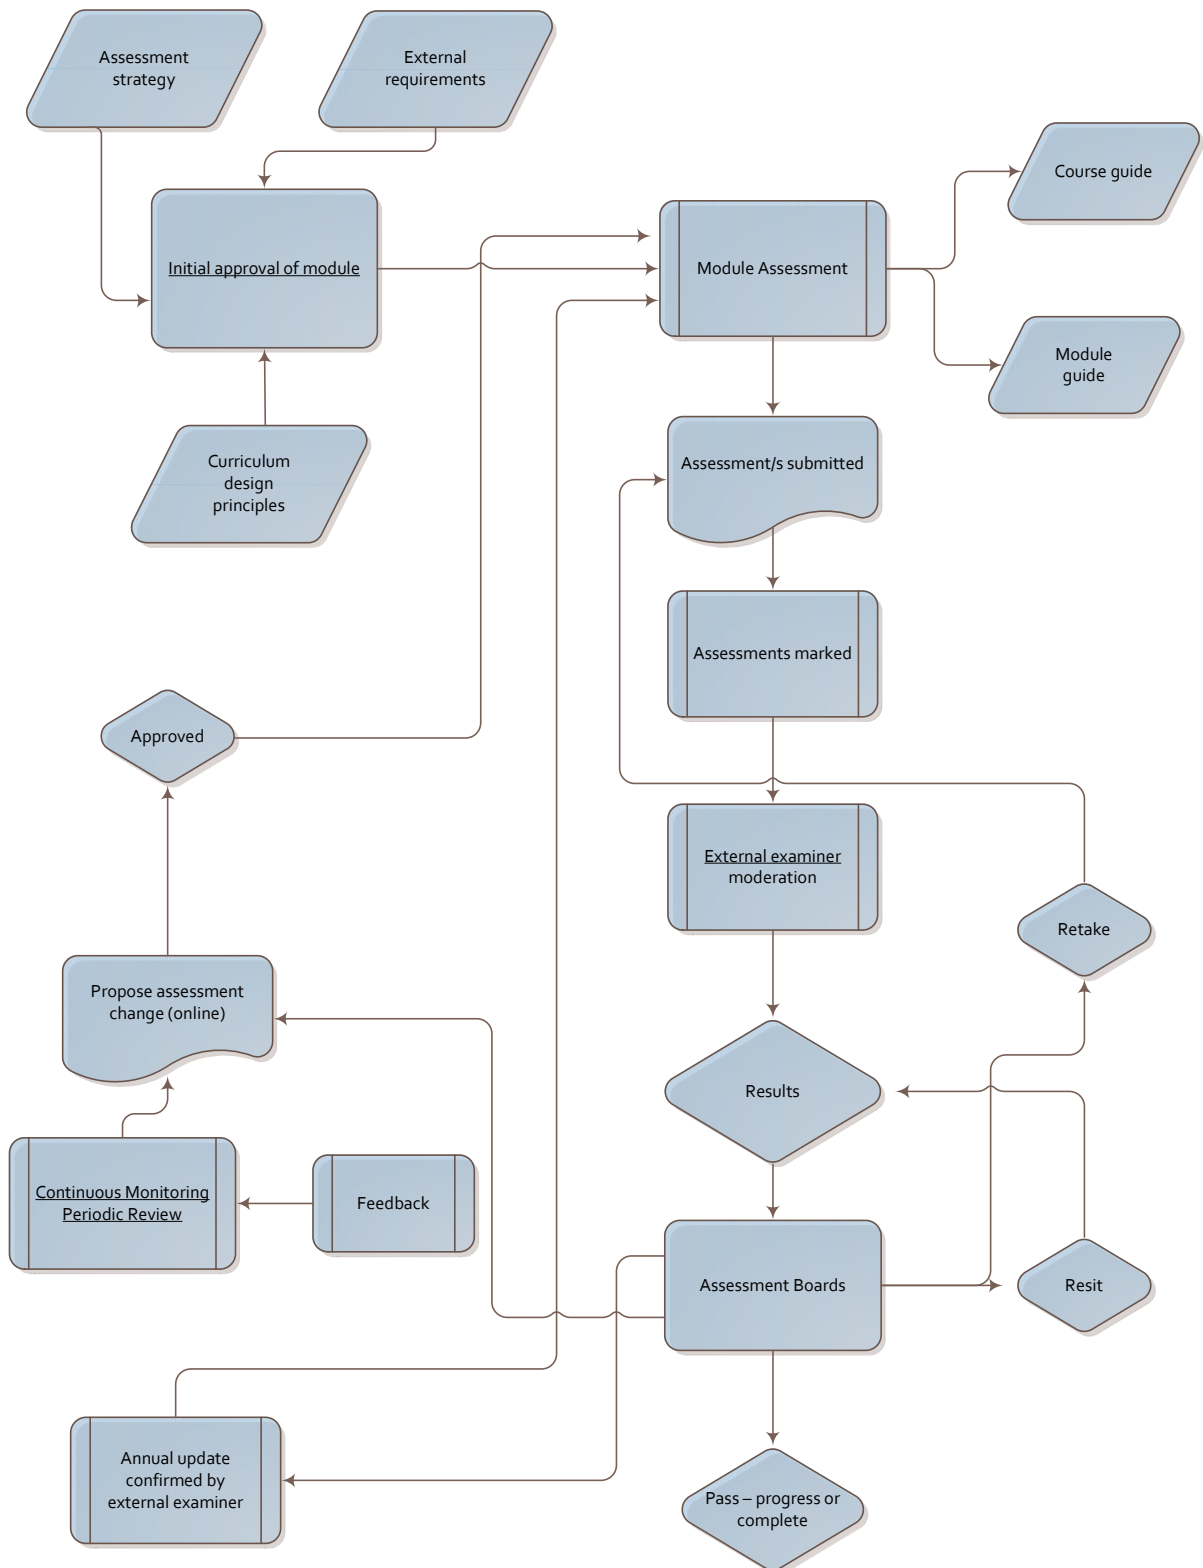 Assessment
strategy
External
requirements
Course guide
Initial approval of module
Module Assessment
Module
guide
Curriculum
design
principles
Assessment/s submitted
Assessments marked
Approved
External examiner
moderation
Retake
Propose assessment
change (online)
Results
Continuous Monitoring
Periodic Review
Feedback
Assessment Boards
Resit
Annual update
confirmed by
external examiner
Pass – progress or
complete